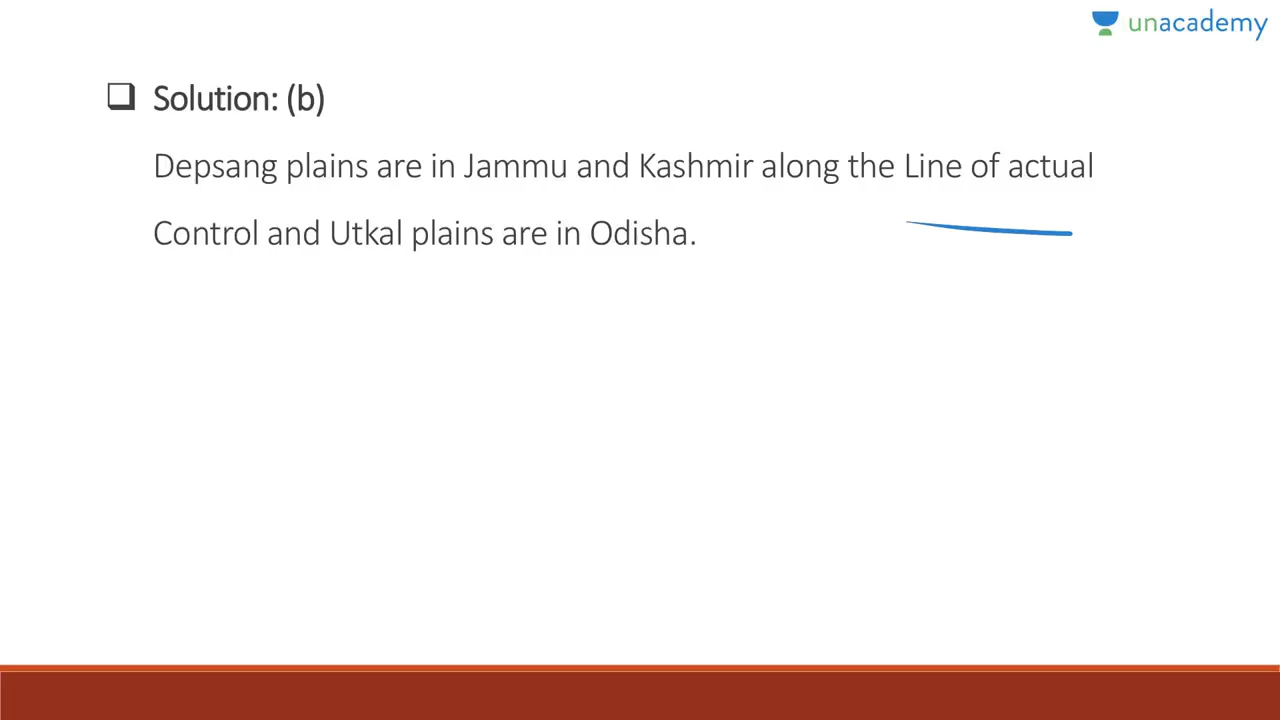 unacademy
Solution: (b)
Depsang plains are in Jammu and Kashmir along the Line of actual
Control and Utkal plains are in Odisha.